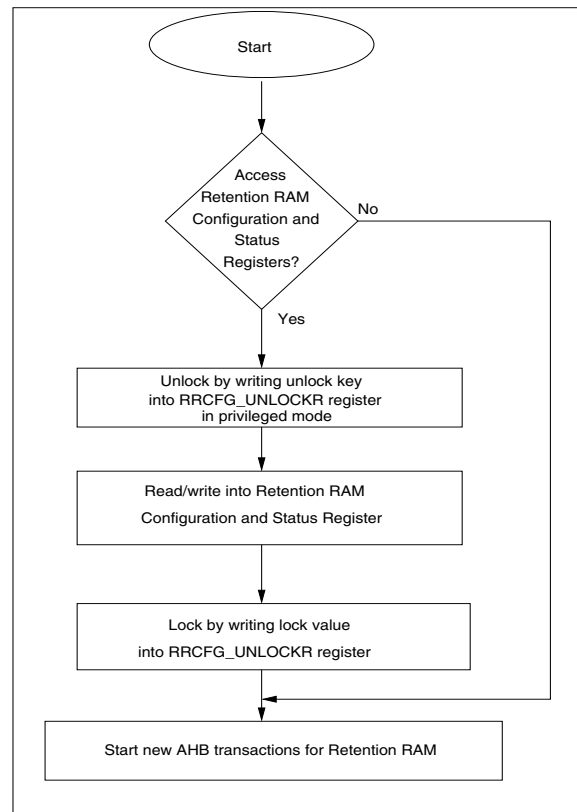 Start
Access
Retention RAM
Configuration and
Status
Registers?
No
Yes
Unlock by writing unlock key
into RRCFG_UNLOCKR register
in privileged mode
Read/write into Retention RAM
Configuration and Status Register
Lock by writing lock value
into RRCFG_UNLOCKR register
Start new AHB transactions for Retention RAM